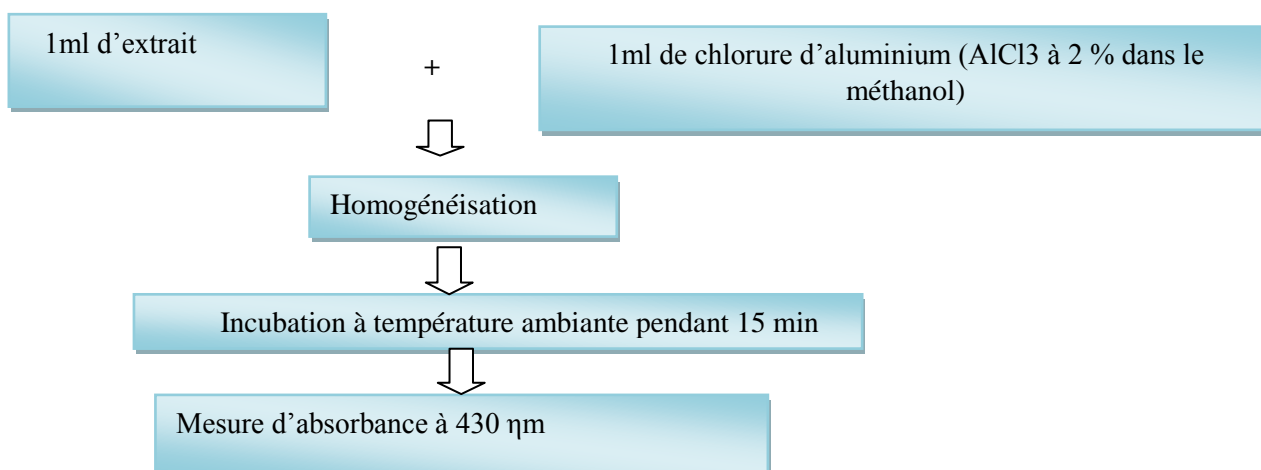 1ml d’extrait
+
1ml de chlorure d’aluminium (AlCl3 à 2 % dans le
méthanol)
Homogénéisation
Incubation à température ambiante pendant 15 min
Mesure d’absorbance à 430 ηm